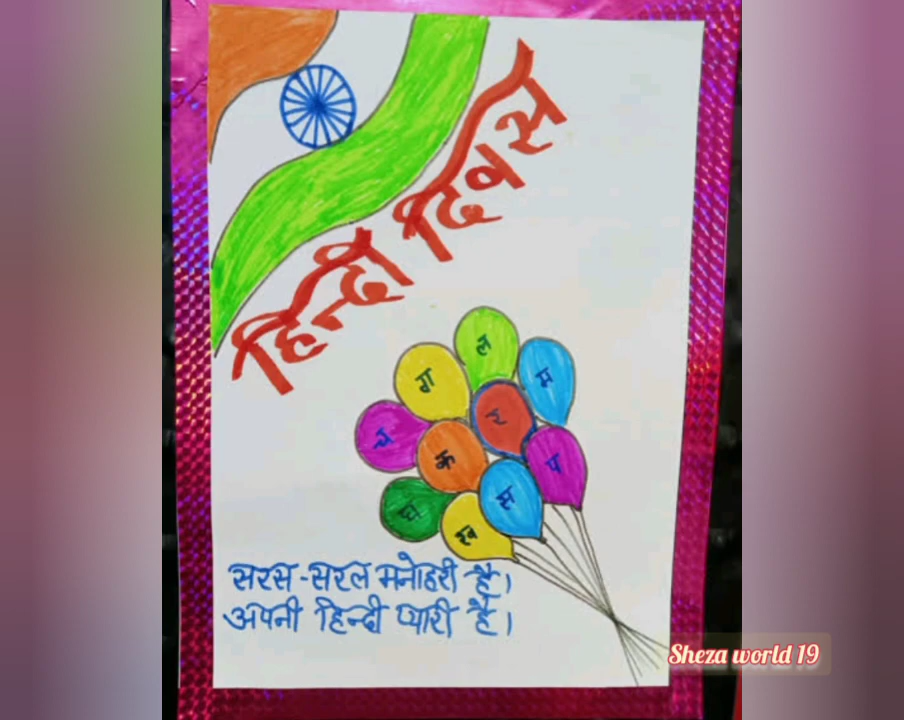 हिन्दी दिवस
ल
ग
म
र
च
क
प
स
घ
ख
सरस -सरल मनोहरी है।
अपनी हिन्दी प्यारी है।
Sheza world 19